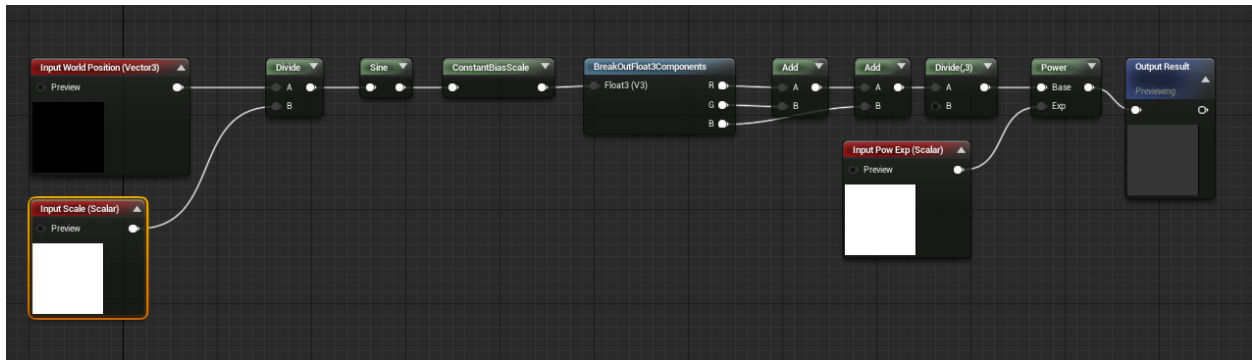 Input World Position (Vector3)
Preview
Input Scale (Scalar)
Preview
Divide
A
B
Sine
ConstantBiasScale
BreakOutFloat3Components
Float3 (V3)
R
G
B
Add
A
B
Add
A
B
Divide(,3)
A
B
Input Pow Exp (Scalar)
Preview
Power
Base
Exp
Output Result
Previewing